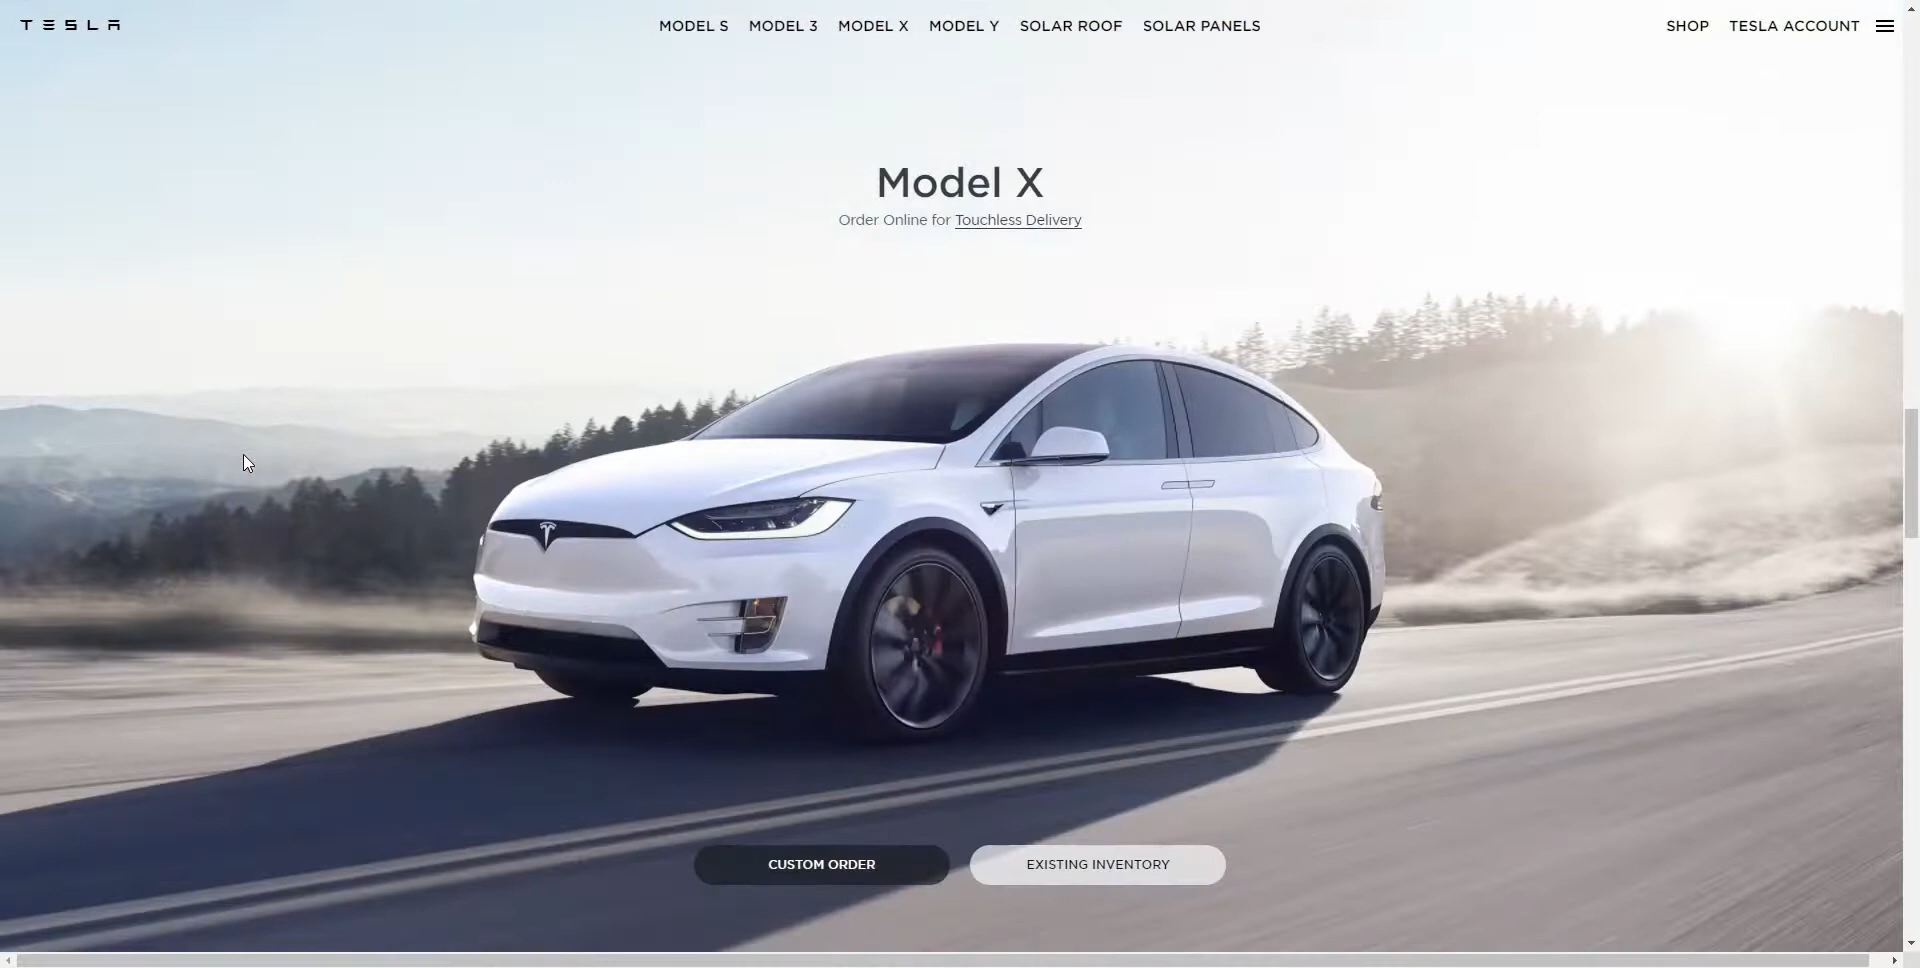 TESLA
MODEL S MODEL 3 MODEL X MODEL Y SOLAR ROOF SOLAR PANELS
SHOP TESLA ACCOUNT
Model X
Order Online for Touchless Delivery
CUSTOM ORDER
EXISTING INVENTORY